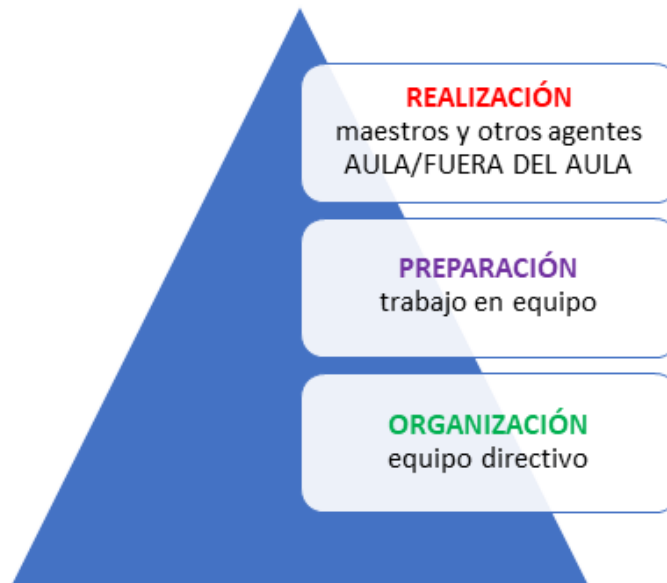 REALIZACIÓN
maestros y otros agentes
AULA/FUERA DEL AULA
PREPARACIÓN
trabajo en equipo
ORGANIZACIÓN
equipo directivo